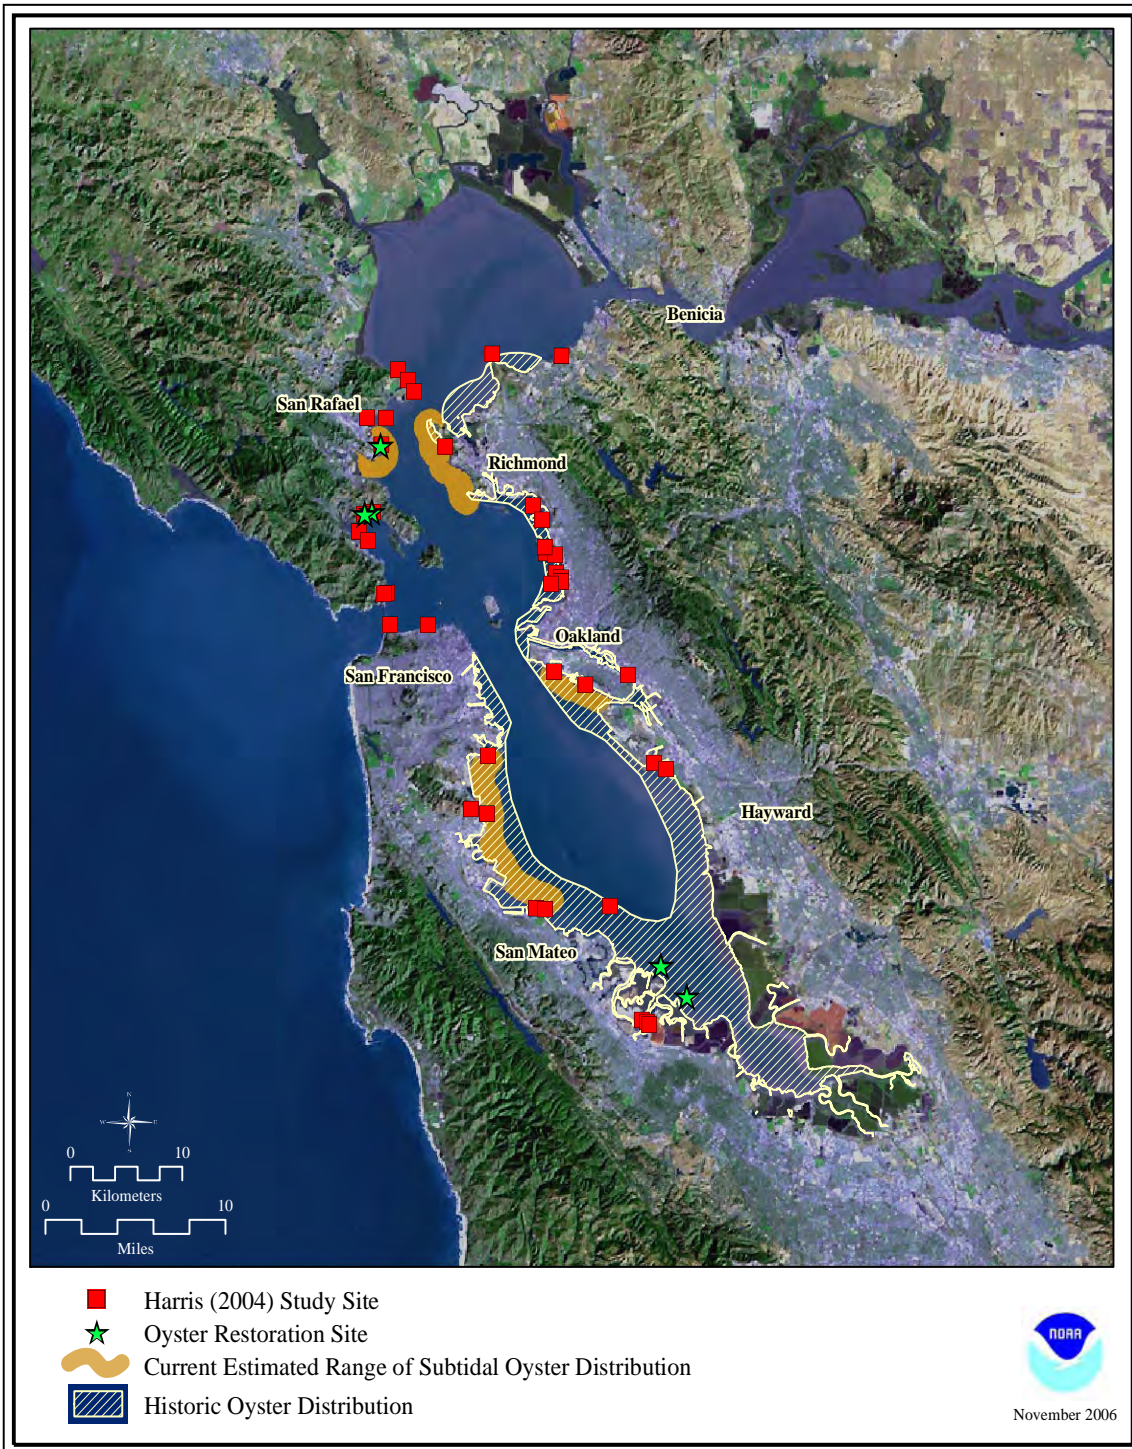 Benicia
San Rafael
Richmond
Oakland
San Francisco
Hayward
San Mateo
N
W
E
S
0 10
Kilometers
0 10
Miles
Harris (2004) Study Site
Oyster Restoration Site
Current Estimated Range of Subtidal Oyster Distribution
Historic Oyster Distribution
NOAA
November 2006